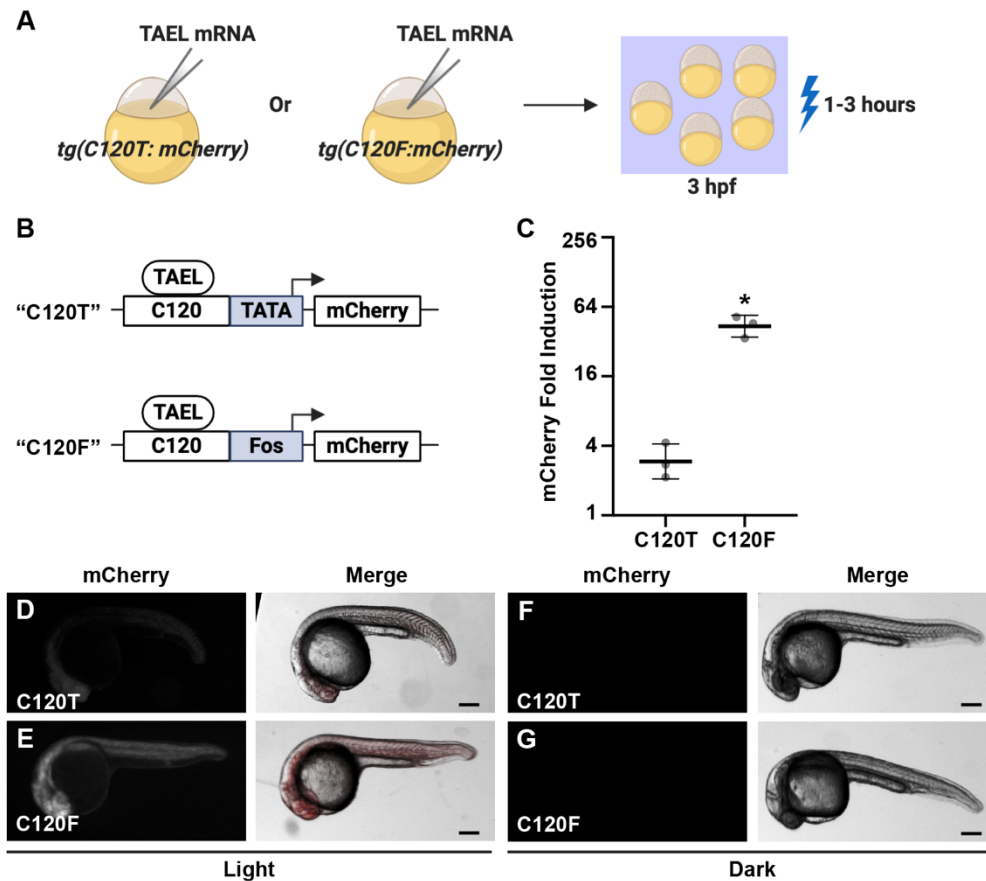 A
TAEL mRNA
TAEL mRNA
Or
1-3 hours
tg(C120T: mCherry)
tg(C120F:mCherry)
3 hpf
B
TAEL
"C120T"
C120
TATA
mCherry
TAEL
"C120F"
C120
Fos
mCherry
C
mCherry Fold Induction
256
64
16
4
1
*
C120T
C120F
mCherry
Merge
mCherry
Merge
D
C120T
F
C120T
E
C120F
G
C120F
Light
Dark